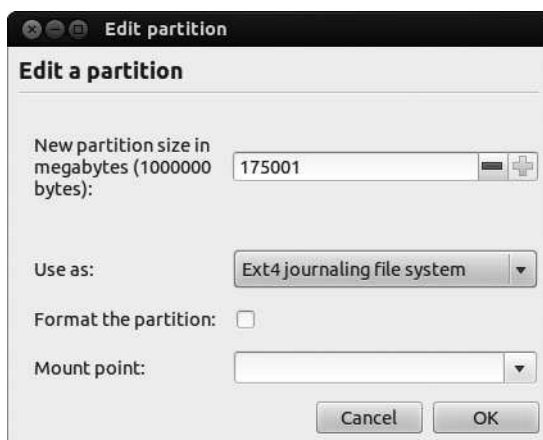 Edit partition
Edit a partition
New partition size in
megabytes (1000000
bytes):
175001
Use as:
Ext4 journaling file system
Format the partition:
Mount point:
Cancel
OK